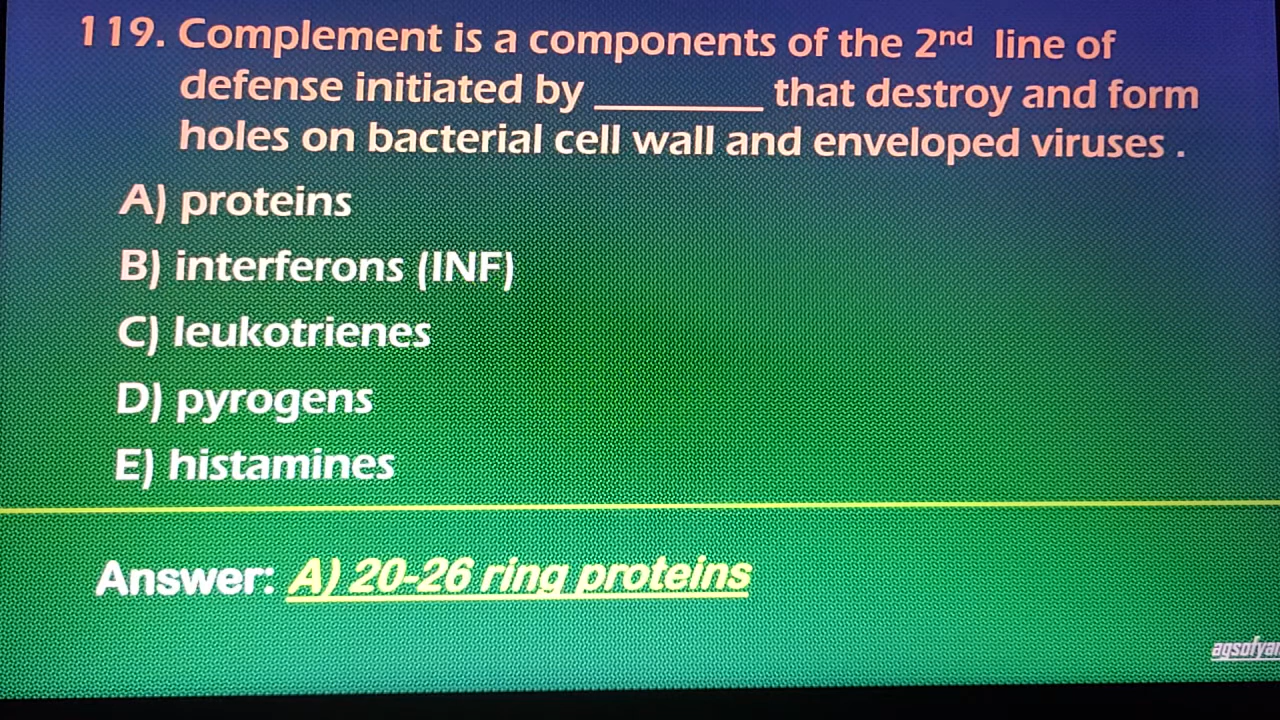 119. Complement is a components of the 2nd line of
defense initiated by ________ that destroy and form
holes on bacterial cell wall and enveloped viruses .
A) proteins
B) interferons (INF)
C) leukotrienes
D) pyrogens
E) histamines
Answer: A) 20-26 ring proteins